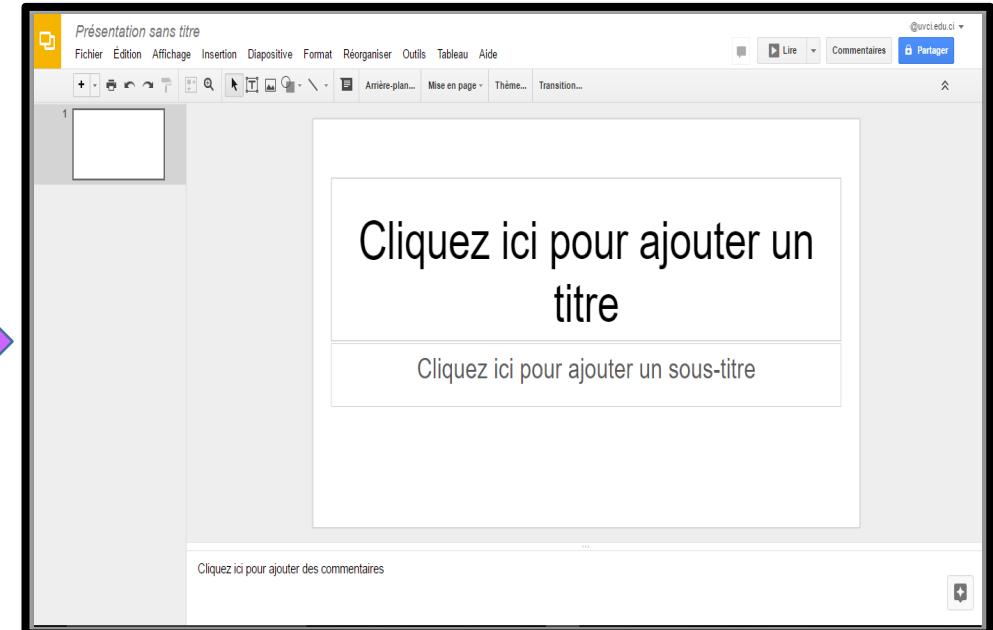 Présentation sans titre
@uvci.edu.ci
Fichier Édition Affichage Insertion Diapositive Format Réorganiser Outils Tableau Aide
Lire Commentaires Partager
Arrière-plan... Mise en page Thème... Transition...
1
Cliquez ici pour ajouter un
titre
Cliquez ici pour ajouter un sous-titre
Cliquez ici pour ajouter des commentaires